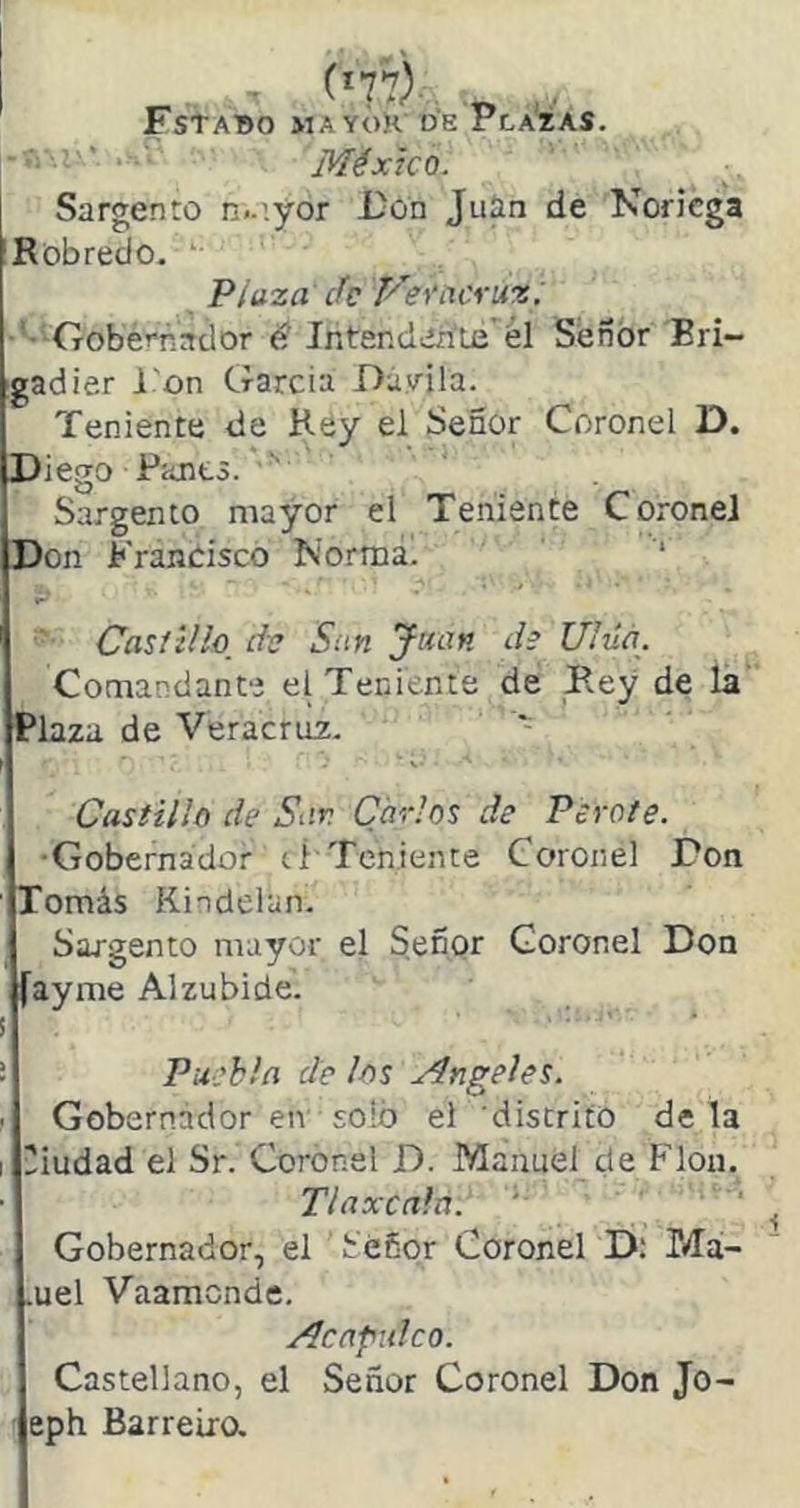 (177)
ESTADO MAYOR DE PLAZAS.
México.
Sargento mayor Don Juan de Noriega
Robredo.
Plaza de Veracruz.
Gobernador é Intendente él Señor Bri-
gadier Don Garcia Davila.
Teniente de Rey el Señor Coronel D.
Diego Panes.
Sargento mayor el Teniente Coronel
Don Francisco Norma.
Castillo de San Juan de Ulúa.
Comandante el Teniente de Rey de la
Plaza de Veracruz.
Castillo de San Carlos de Perote.
Gobernador el Teniente Coronel Don
Tomás Kindelan.
Sargento mayor el Señor Coronel Don
Jayme Alzubide.
Puebla de los Angeles.
Gobernador en solo el distrito de la
Ciudad el Sr. Coronel D. Manuel de Flon.
Tlaxcala.
Gobernador, el Señor Coronel D. Ma-
uel Vaamonde.
Acapulco.
Castellano, el Señor Coronel Don Jo-
eph Barreiro.